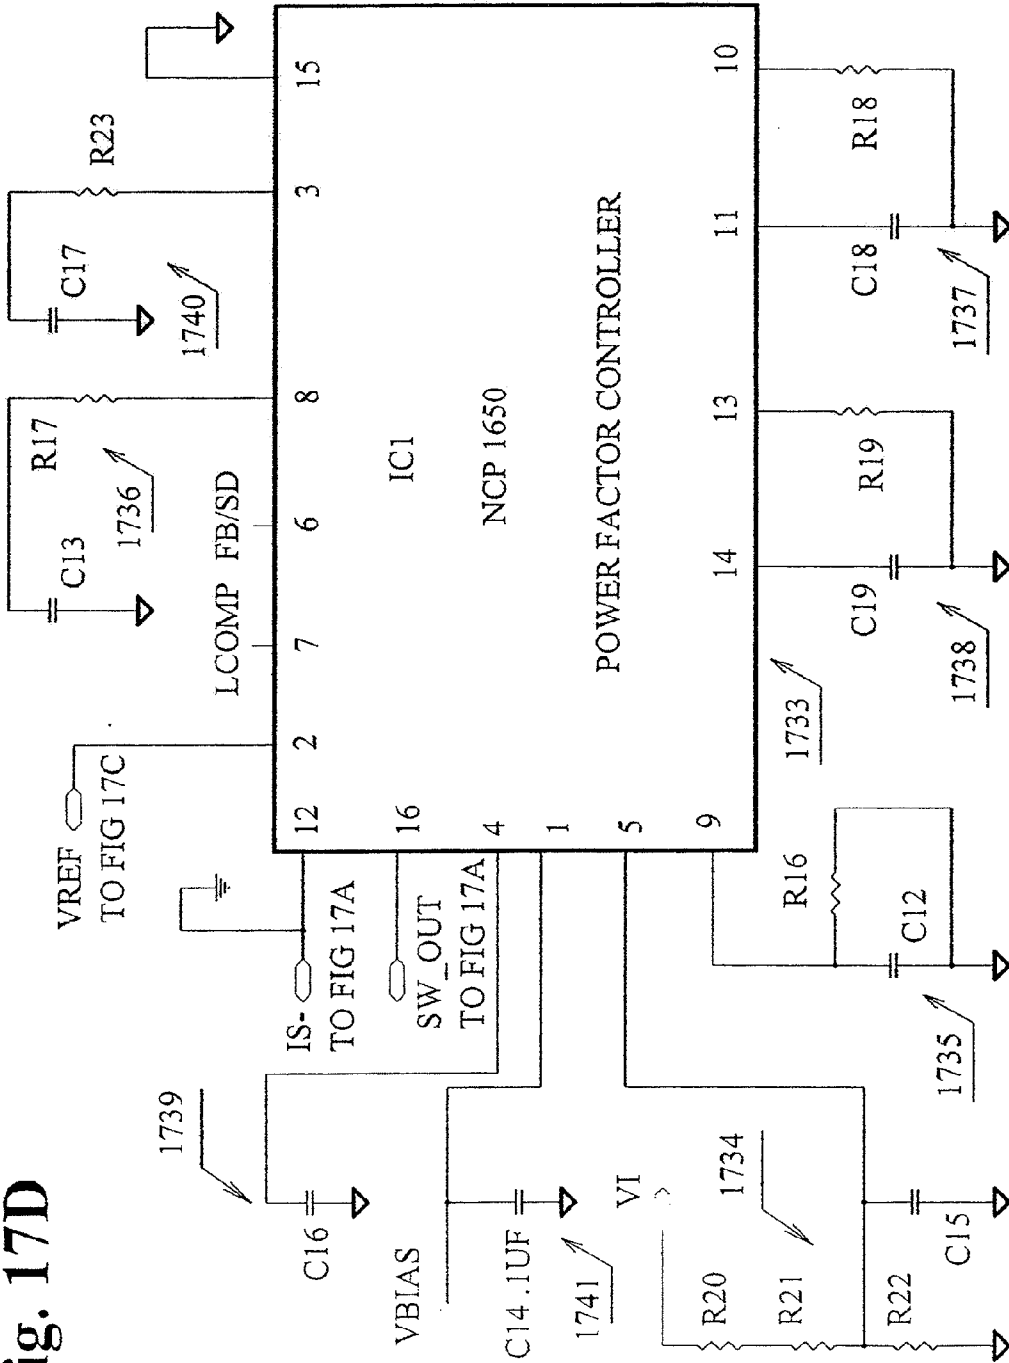 ig. 17D
1739
C16
VBIAS
C14 .1UF
1741
VI
1734
R20
R21
R22
C15
VREF
TO FIG 17C
IS-
TO FIG 17A
SW_OUT
TO FIG 17A
LCOMP FB/SD
C13
R17
1736
C17
R23
1740
12
16
4
1
5
9
2
7
6
8
3
15
IC1
NCP 1650
POWER FACTOR CONTROLLER
14
13
11
10
R16
C12
1735
1733
C19
R19
1738
C18
R18
1737